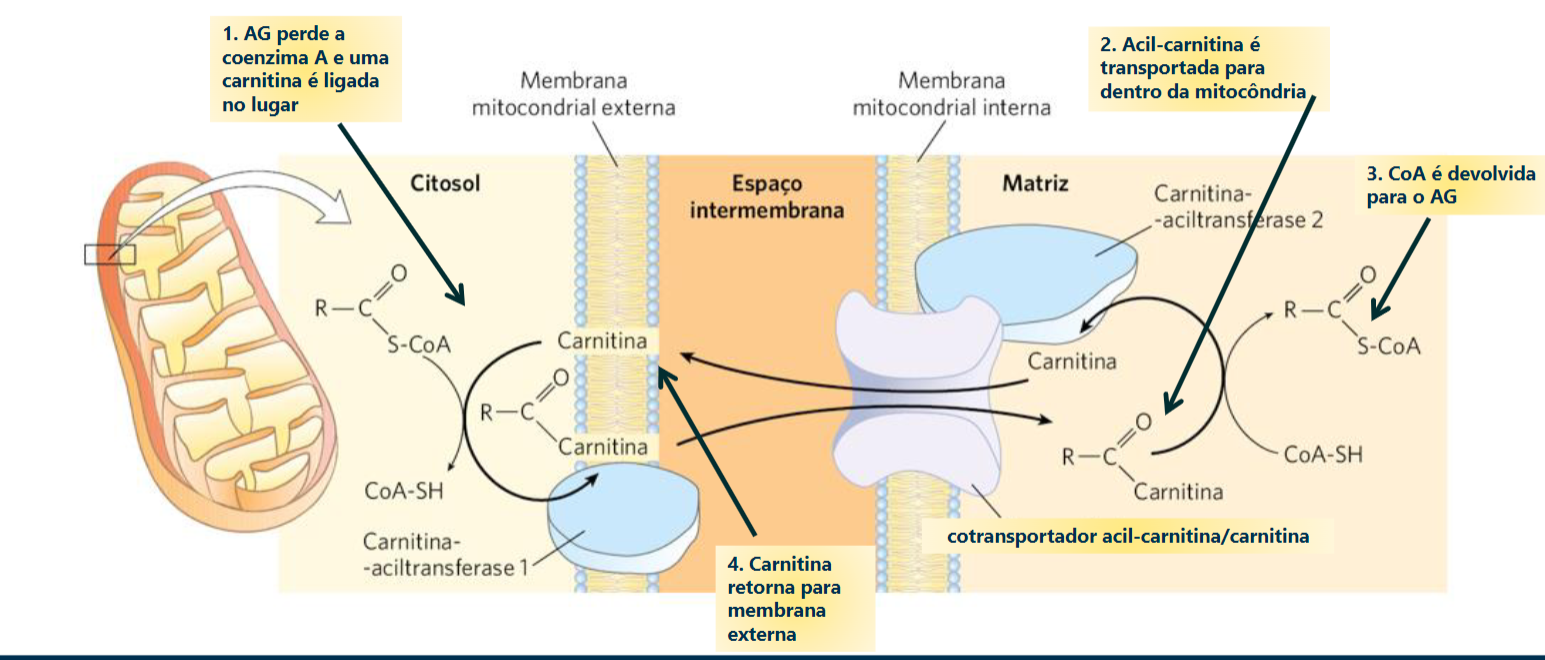 1. AG perde a
coenzima A e uma
carnitina é ligada
no lugar
Membrana
mitocondrial externa
Membrana
mitocondrial interna
2. Acil-carnitina é
transportada para
dentro da mitocôndria
3. CoA é devolvida
para o AG
Citosol
Espaço
intermembrana
Matriz
Carnitina-
-aciltransferase 2
O
R—C
S-CoA
Carnitina
O
R—C
Carnitina
CoA-SH
Carnitina-
-aciltransferase 1
Carnitina
O
R—C
Carnitina
O
R—C
S-CoA
CoA-SH
cotransportador acil-carnitina/carnitina
4. Carnitina
retorna para
membrana
externa